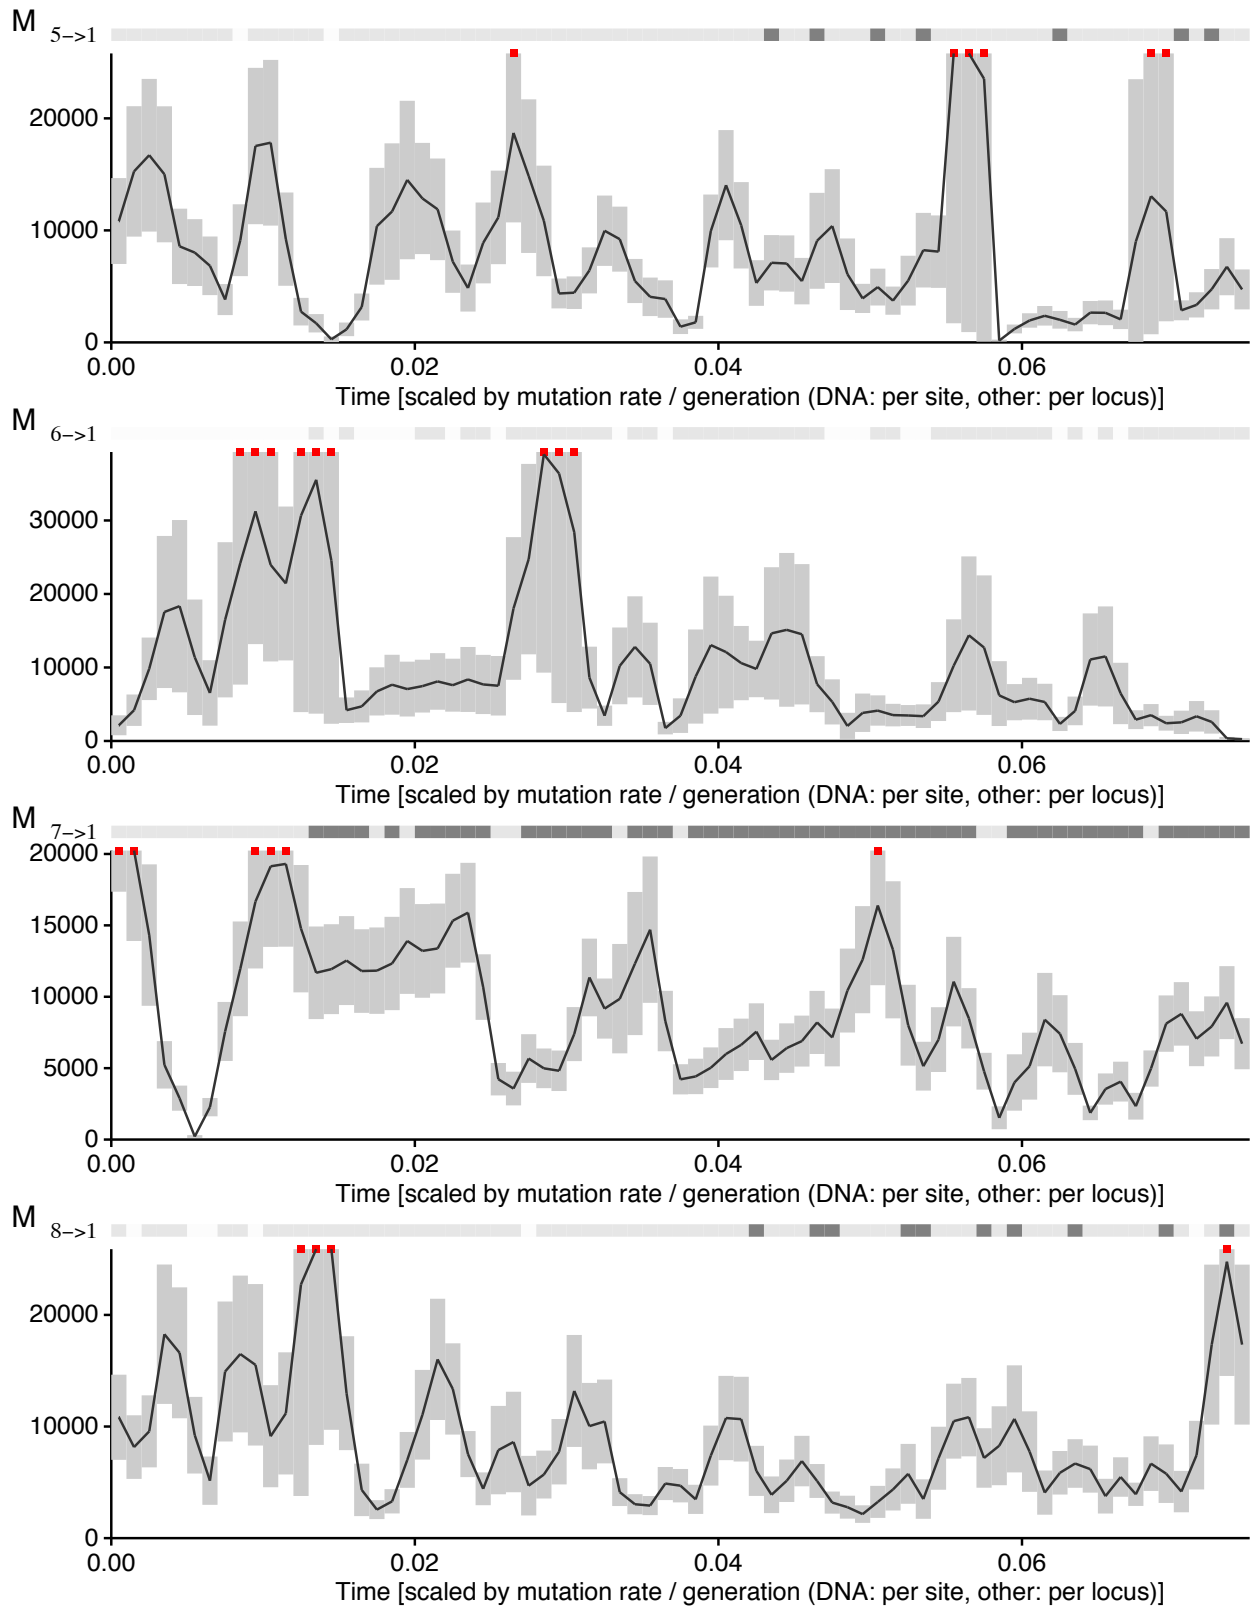 M
5->1
20000
10000
0
0.00 0.02 0.04 0.06
Time [scaled by mutation rate / generation (DNA: per site, other: per locus)]
M
6->1
30000
20000
10000
0
0.00 0.02 0.04 0.06
Time [scaled by mutation rate / generation (DNA: per site, other: per locus)]
M
7->1
20000
15000
10000
5000
0
0.00 0.02 0.04 0.06
Time [scaled by mutation rate / generation (DNA: per site, other: per locus)]
M
8->1
20000
10000
0
0.00 0.02 0.04 0.06
Time [scaled by mutation rate / generation (DNA: per site, other: per locus)]